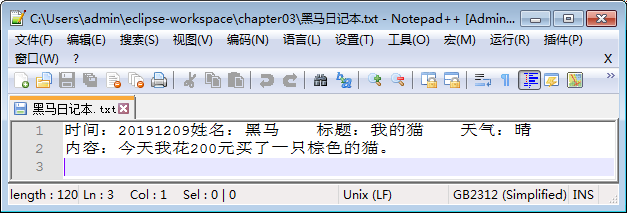 C:\Users\admin\eclipse-workspace\chapter03\黑马日记本.txt - Notepad++ [Admin...
文件(F) 编辑(E) 搜索(S) 视图(V) 编码(N) 语言(L) 设置(T) 工具(O) 宏(M) 运行(R) 插件(P)
窗口(W) ? X
黑马日记本.txt
1 时间：20191209姓名：黑马 标题：我的猫 天气：晴
2 内容：今天我花200元买了一只棕色的猫。
3
length : 120 Ln : 3 Col : 1 Sel : 0 | 0 Unix (LF) GB2312 (Simplified) INS